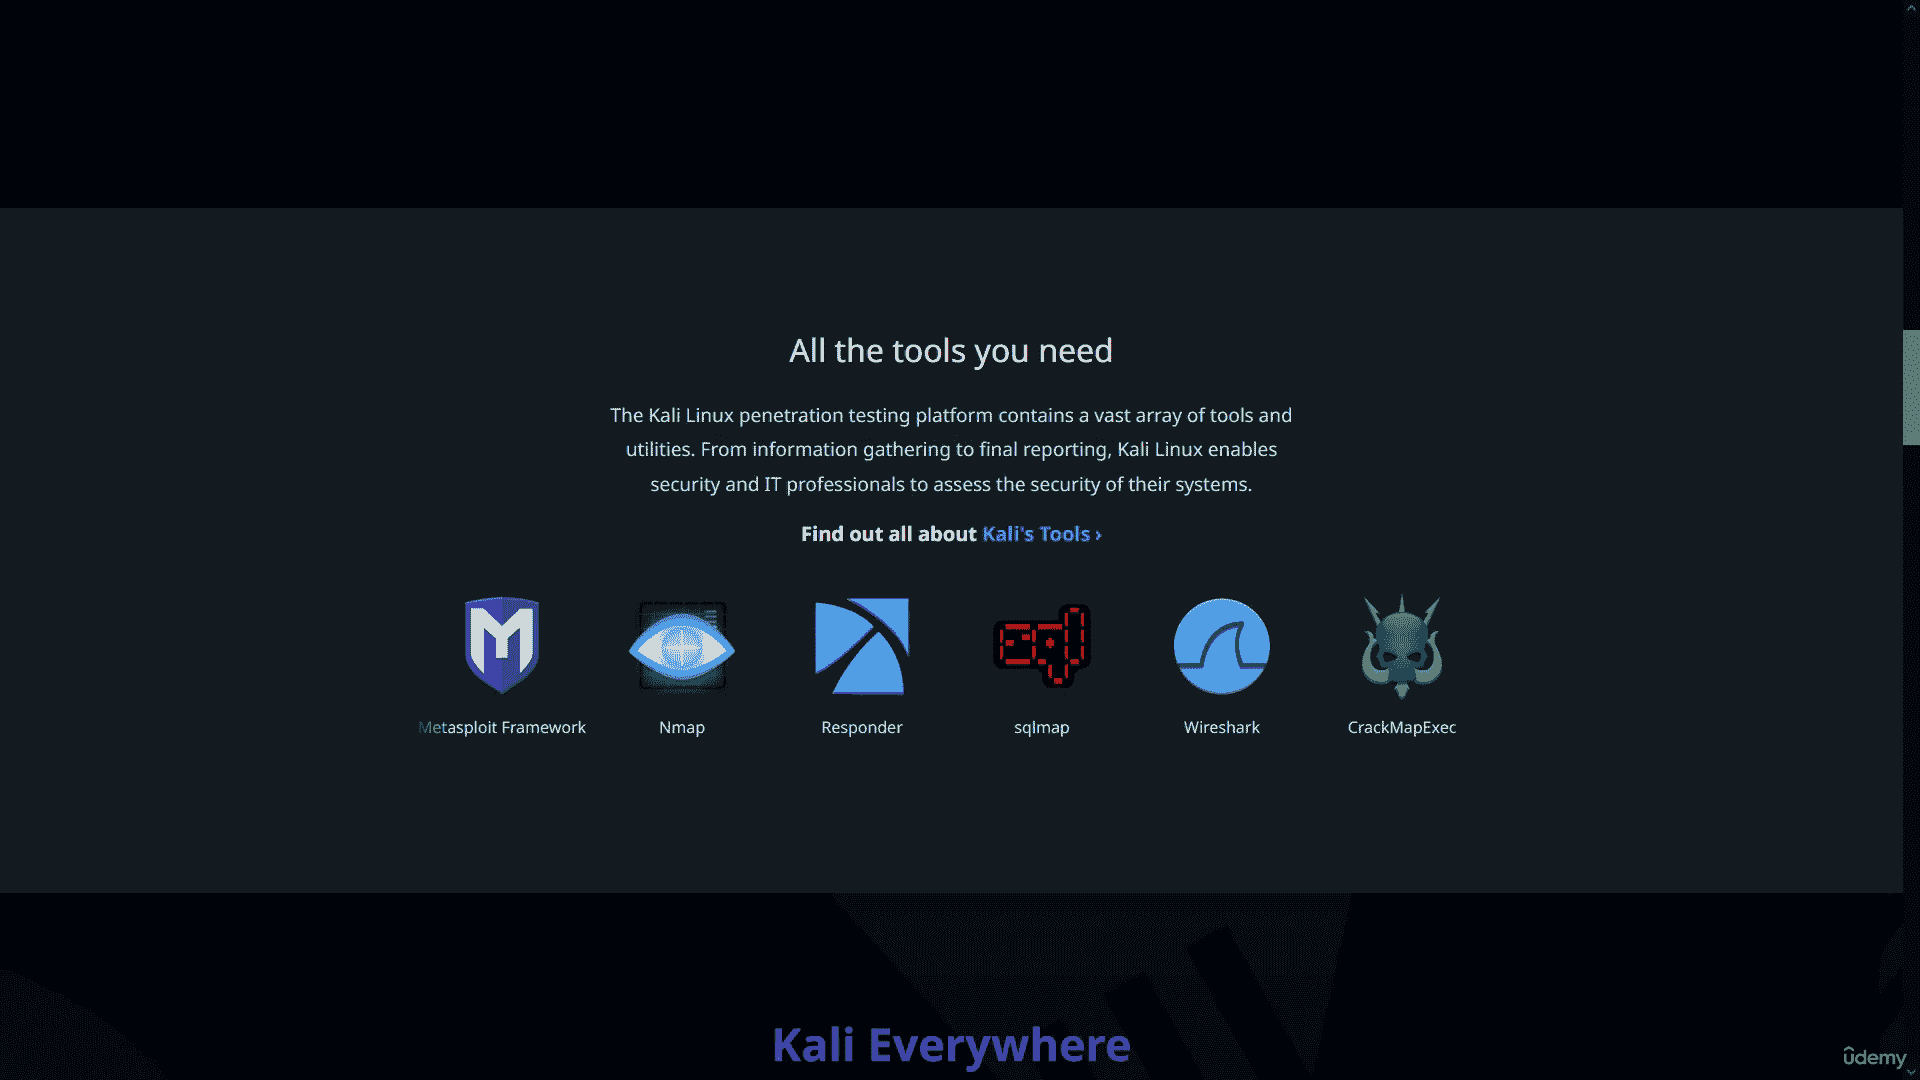 All the tools you need
The Kali Linux penetration testing platform contains a vast array of tools and
utilities. From information gathering to final reporting, Kali Linux enables
security and IT professionals to assess the security of their systems.
Find out all about Kali's Tools ›
Metasploit Framework
Nmap
Responder
sqlmap
Wireshark
CrackMapExec
Kali Everywhere
ûdemy